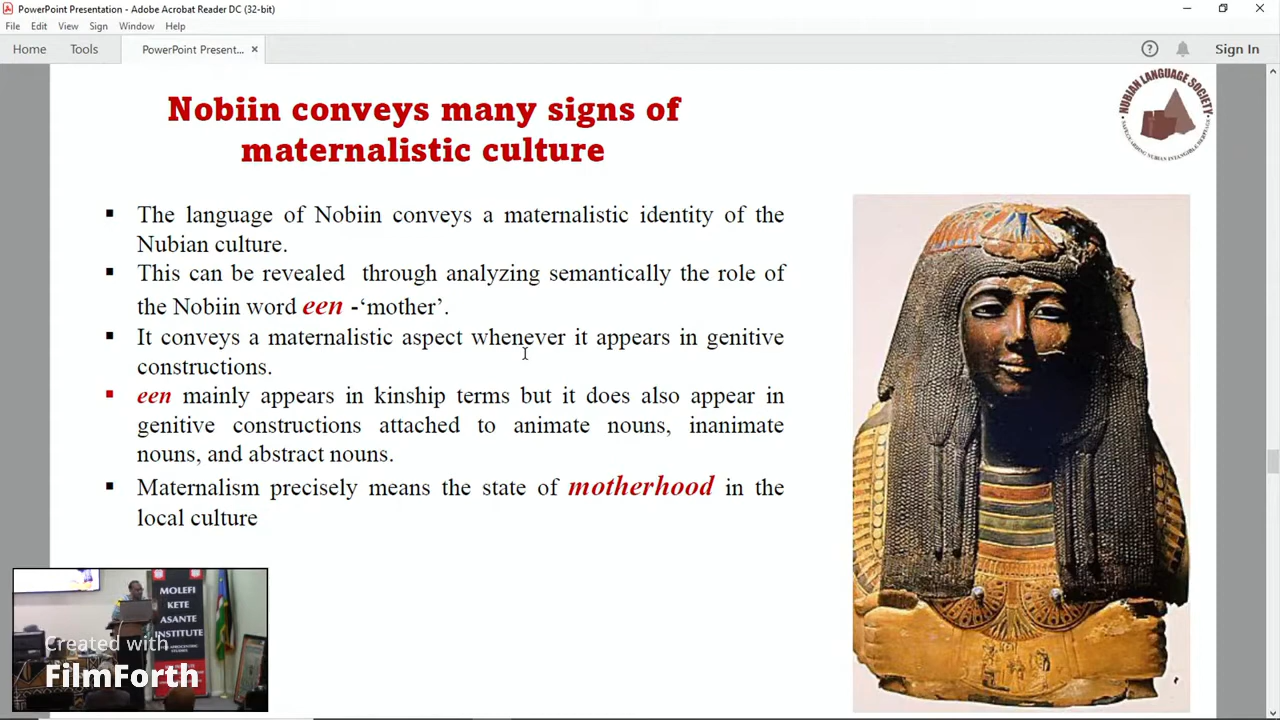 PowerPoint Presentation - Adobe Acrobat Reader DC (32-bit)
File Edit View Sign Window Help
Home Tools PowerPoint Present... × Sign In
Nobiin conveys many signs of
maternalistic culture
NUBIAN LANGUAGE SOCIETY
▪ The language of Nobiin conveys a maternalistic identity of the
Nubian culture.
▪ This can be revealed through analyzing semantically the role of
the Nobiin word een -‘mother’.
▪ It conveys a maternalistic aspect whenever it appears in genitive
constructions.
▪ een mainly appears in kinship terms but it does also appear in
genitive constructions attached to animate nouns, inanimate
nouns, and abstract nouns.
▪ Maternalism precisely means the state of motherhood in the
local culture
MOLEFI
KETE
ASANTE
INSTITUTE
Created with
FilmForth